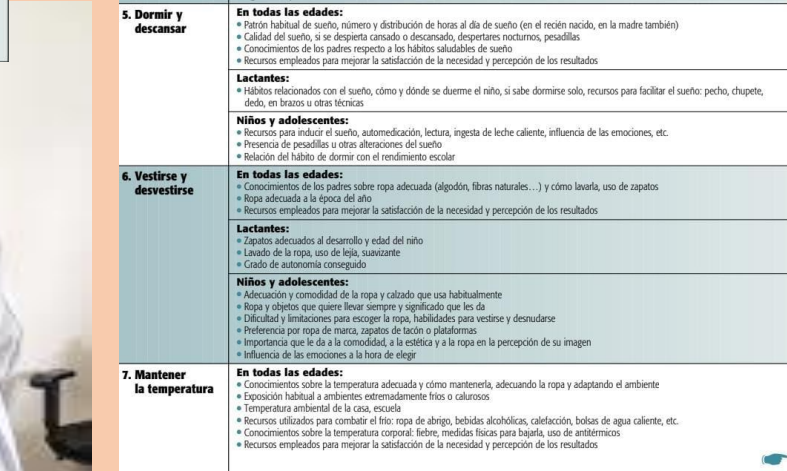 5. Dormir y
descansar
En todas las edades:
• Patrón habitual de sueño, número y distribución de horas al día de sueño (en el recién nacido, en la madre también)
• Calidad del sueño, si se despierta cansado o descansado, despertares nocturnos, pesadillas
• Conocimientos de los padres respecto a los hábitos saludables de sueño
• Recursos empleados para mejorar la satisfacción de la necesidad y percepción de los resultados
Lactantes:
• Hábitos relacionados con el sueño, cómo y dónde se duerme el niño, si sabe dormirse solo, recursos para facilitar el sueño: pecho, chupete,
dedo, en brazos u otras técnicas
Niños y adolescentes:
• Recursos para inducir el sueño, automedicación, lectura, ingesta de leche caliente, influencia de las emociones, etc.
• Presencia de pesadillas u otras alteraciones del sueño
• Relación del hábito de dormir con el rendimiento escolar
6. Vestirse y
desvestirse
En todas las edades:
• Conocimientos de los padres sobre ropa adecuada (algodón, fibras naturales…) y cómo lavarla, uso de zapatos
• Ropa adecuada a la época del año
• Recursos empleados para mejorar la satisfacción de la necesidad y percepción de los resultados
Lactantes:
• Zapatos adecuados al desarrollo y edad del niño
• Lavado de la ropa, uso de lejía, suavizante
• Grado de autonomía conseguido
Niños y adolescentes:
• Adecuación y comodidad de la ropa y calzado que usa habitualmente
• Ropa y objetos que quiere llevar siempre y significado que les da
• Dificultad y limitaciones para escoger la ropa, habilidades para vestirse y desnudarse
• Preferencia por ropa de marca, zapatos de tacón o plataformas
• Importancia que le da a la comodidad, a la estética y a la ropa en la percepción de su imagen
• Influencia de las emociones a la hora de elegir
7. Mantener
la temperatura
En todas las edades:
• Conocimientos sobre la temperatura adecuada y cómo mantenerla, adecuando la ropa y adaptando el ambiente
• Exposición habitual a ambientes extremadamente fríos o calurosos
• Temperatura ambiental de la casa, escuela
• Recursos utilizados para combatir el frío: ropa de abrigo, bebidas alcohólicas, calefacción, bolsas de agua caliente, etc.
• Conocimientos sobre la temperatura corporal: fiebre, medidas físicas para bajarla, uso de antitérmicos
• Recursos empleados para mejorar la satisfacción de la necesidad y percepción de los resultados